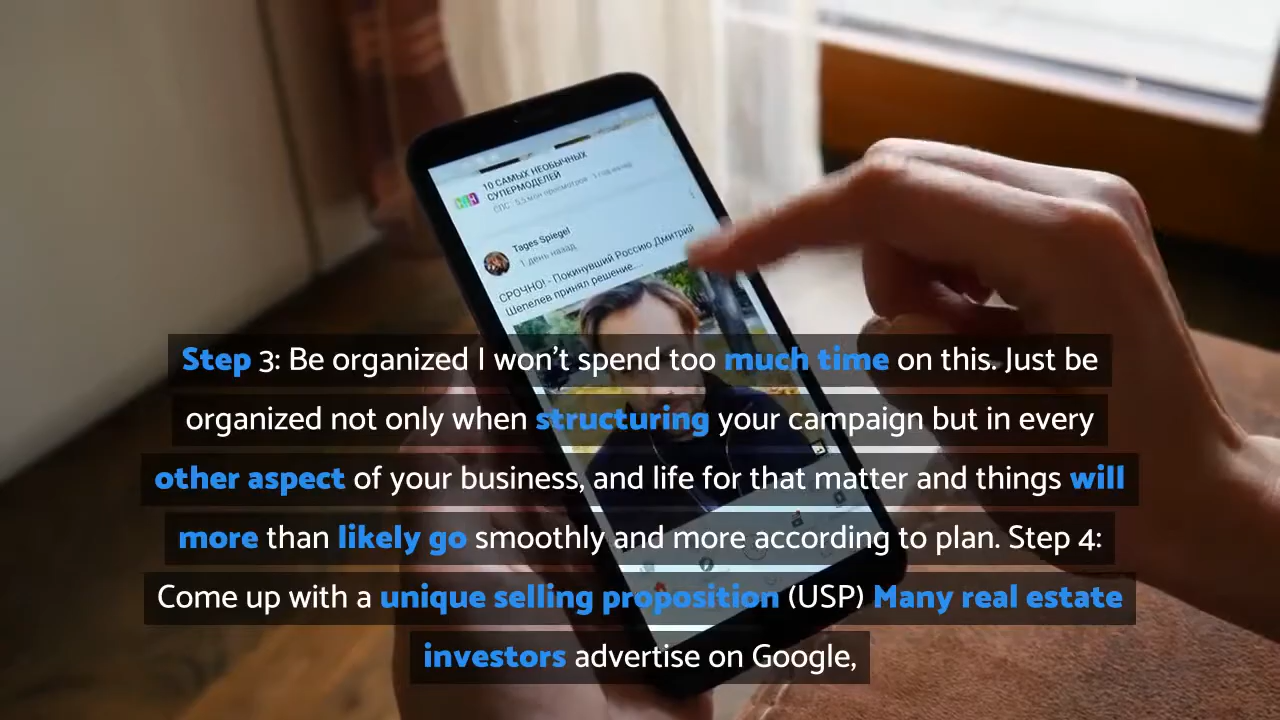 10 САМЫХ НЕОБЫЧНЫХ
СУПЕРМОДЕЛЕЙ
Tages Spiegel
1 день назад
СРОЧНО! - Покинувший Россию Дмитрий
Шепелев принял решение....
Step 3: Be organized I won't spend too much time on this. Just be
organized not only when structuring your campaign but in every
other aspect of your business, and life for that matter and things will
more than likely go smoothly and more according to plan. Step 4:
Come up with a unique selling proposition (USP) Many real estate
investors advertise on Google,